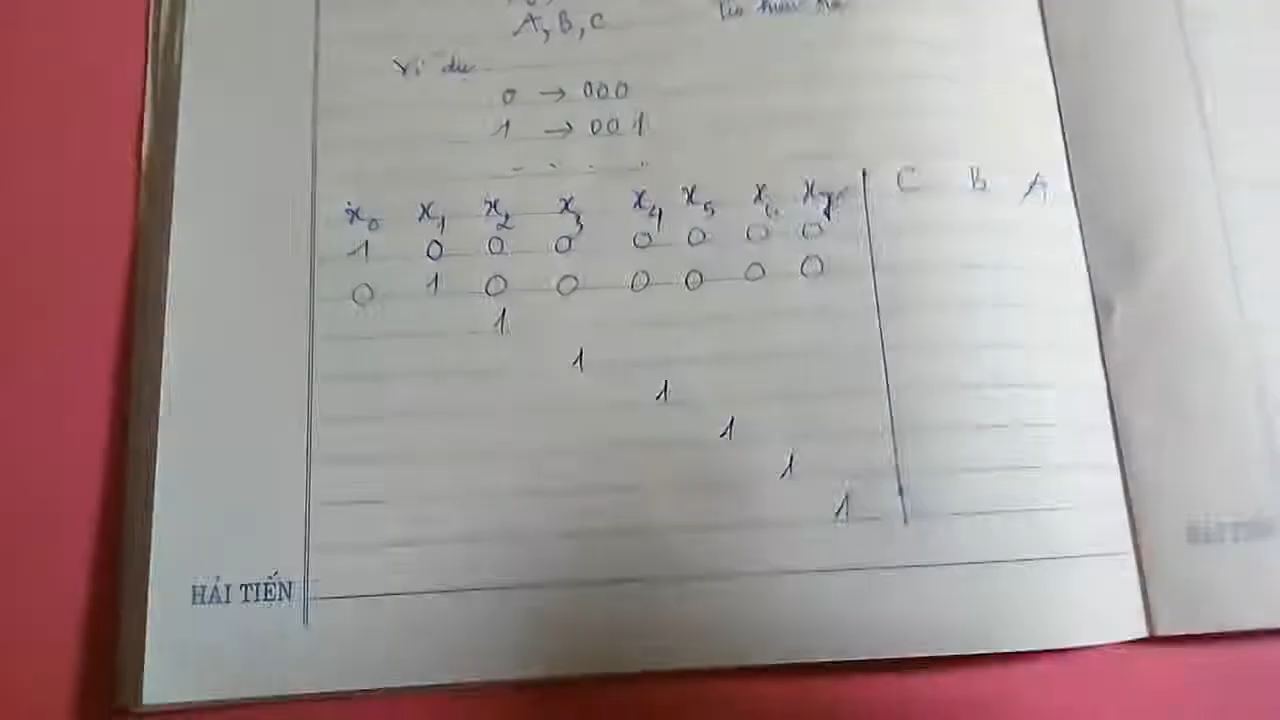 A, B, C
Ví dụ
0 → 000
1 → 001
....
x0 x1 x2 x3 x4 x5 x6 x7 C B A
1 0 0 0 0 0 0 0
0 1 0 0 0 0 0 0
1
1
1
1
1
1
HẢI TIẾN